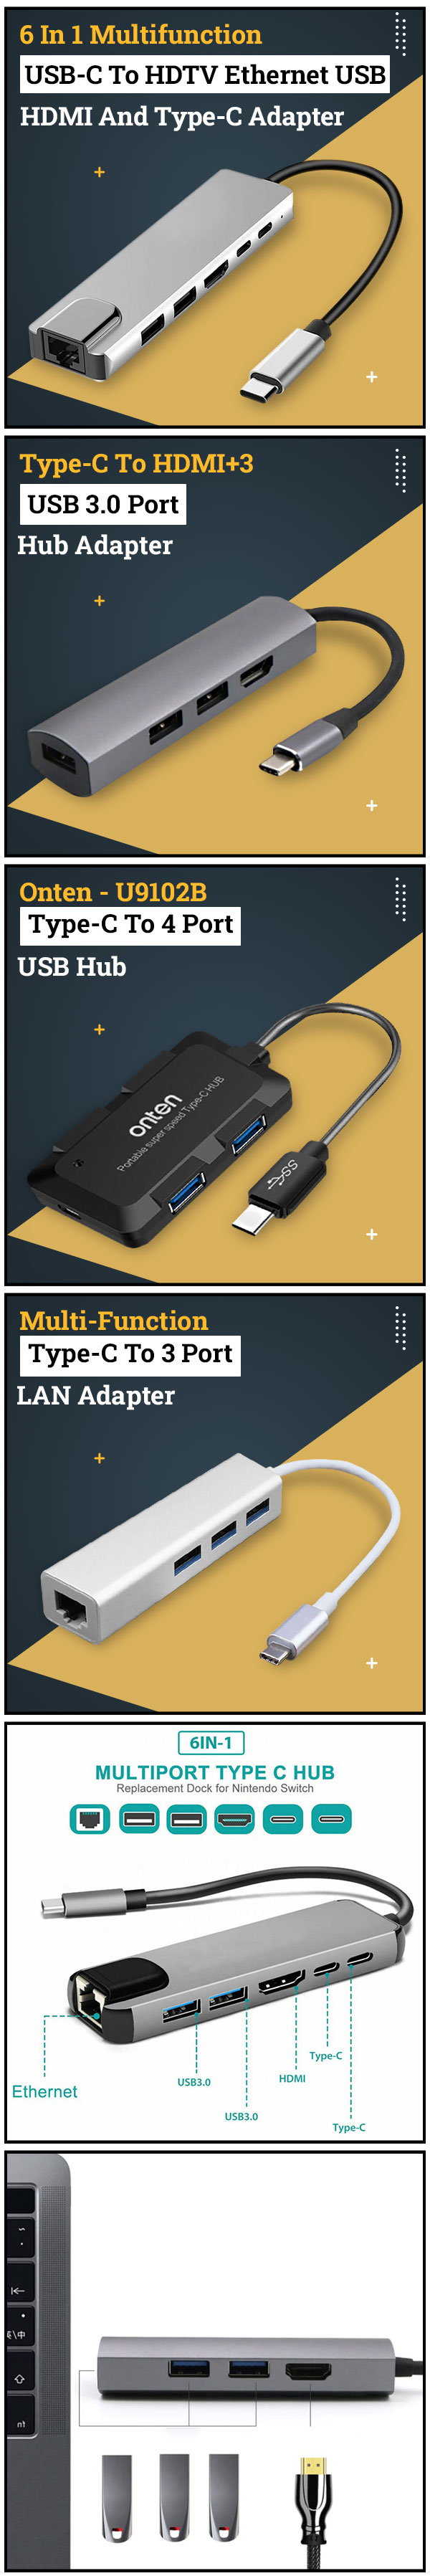 6 In 1 Multifunction
USB-C To HDTV Ethernet USB
HDMI And Type-C Adapter
Type-C To HDMI+3
USB 3.0 Port
Hub Adapter
Onten - U9102B
Type-C To 4 Port
USB Hub
onten
Portable super speed Type-C HUB
SS
Multi-Function
Type-C To 3 Port
LAN Adapter
6IN-1
MULTIPORT TYPE C HUB
Replacement Dock for Nintendo Switch
Ethernet
USB3.0
USB3.0
HDMI
Type-C
Type-C